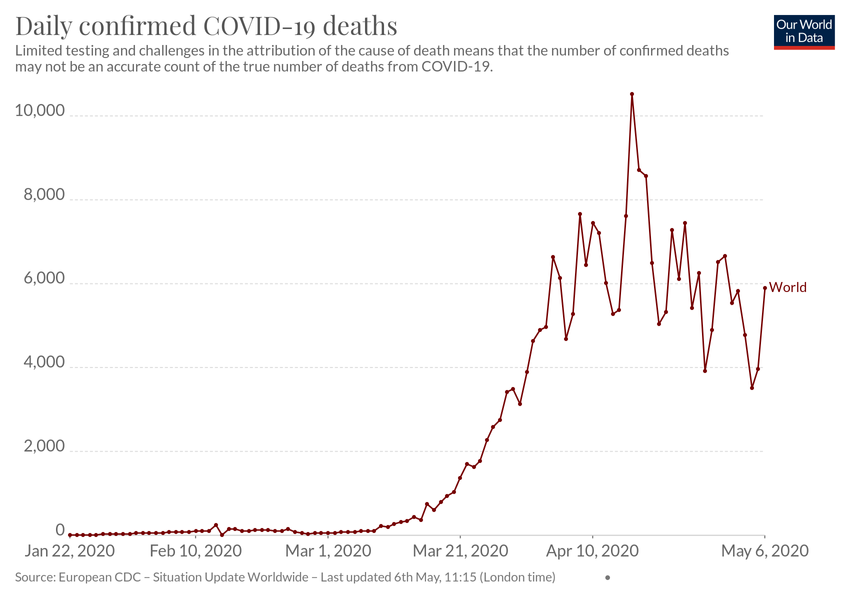 Daily confirmed COVID-19 deaths
Our World
in Data
Limited testing and challenges in the attribution of the cause of death means that the number of confirmed deaths
may not be an accurate count of the true number of deaths from COVID-19.
10,000
8,000
6,000
World
4,000
2,000
0
Jan 22, 2020 Feb 10, 2020 Mar 1, 2020 Mar 21, 2020 Apr 10, 2020 May 6, 2020
Source: European CDC – Situation Update Worldwide – Last updated 6th May, 11:15 (London time) •